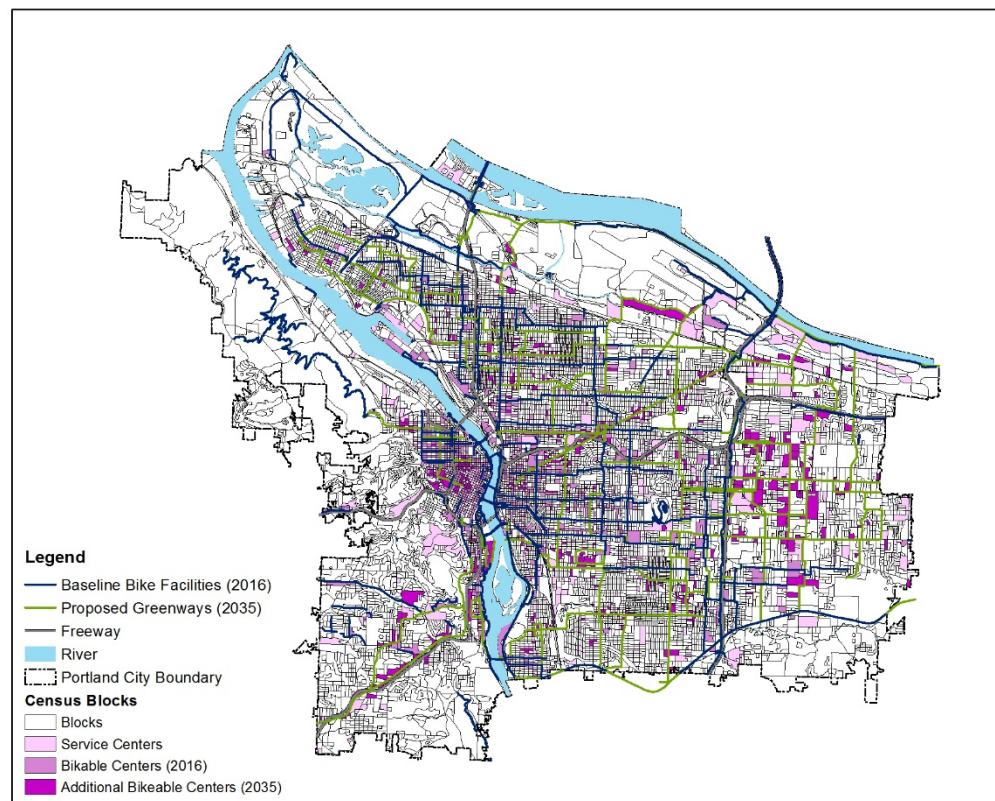 Legend
Baseline Bike Facilities (2016)
Proposed Greenways (2035)
Freeway
River
Portland City Boundary
Census Blocks
Blocks
Service Centers
Bikable Centers (2016)
Additional Bikeable Centers (2035)